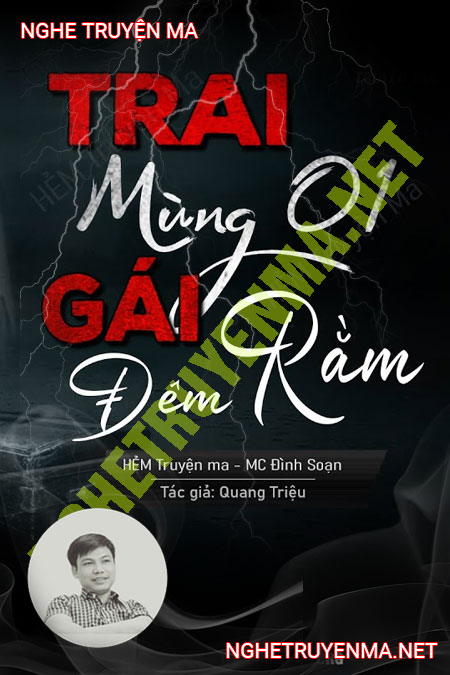 NGHE TRUYỆN MA
TRAI
Mùng 01
GÁI
Đêm Rằm
NGHETRUYENMA.NET
HẺM Truyện ma - MC Đình Soạn
Tác giả: Quang Triệu
NGHETRUYENMA.NET